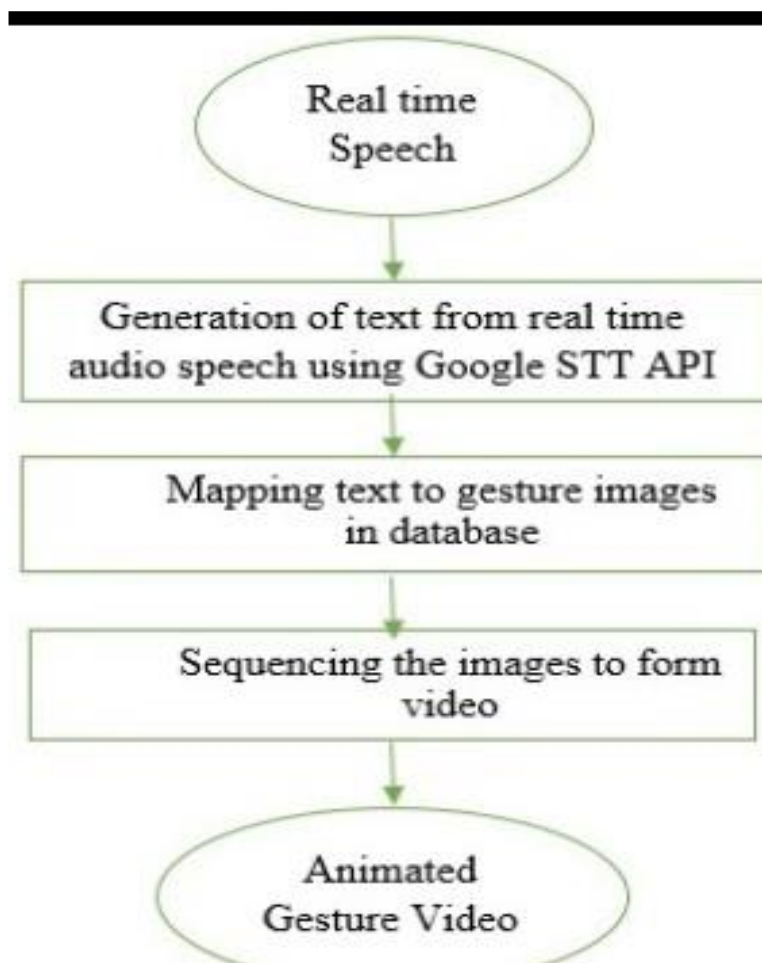 Real time
Speech
Generation of text from real time
audio speech using Google STT API
Mapping text to gesture images
in database
Sequencing the images to form
video
Animated
Gesture Video